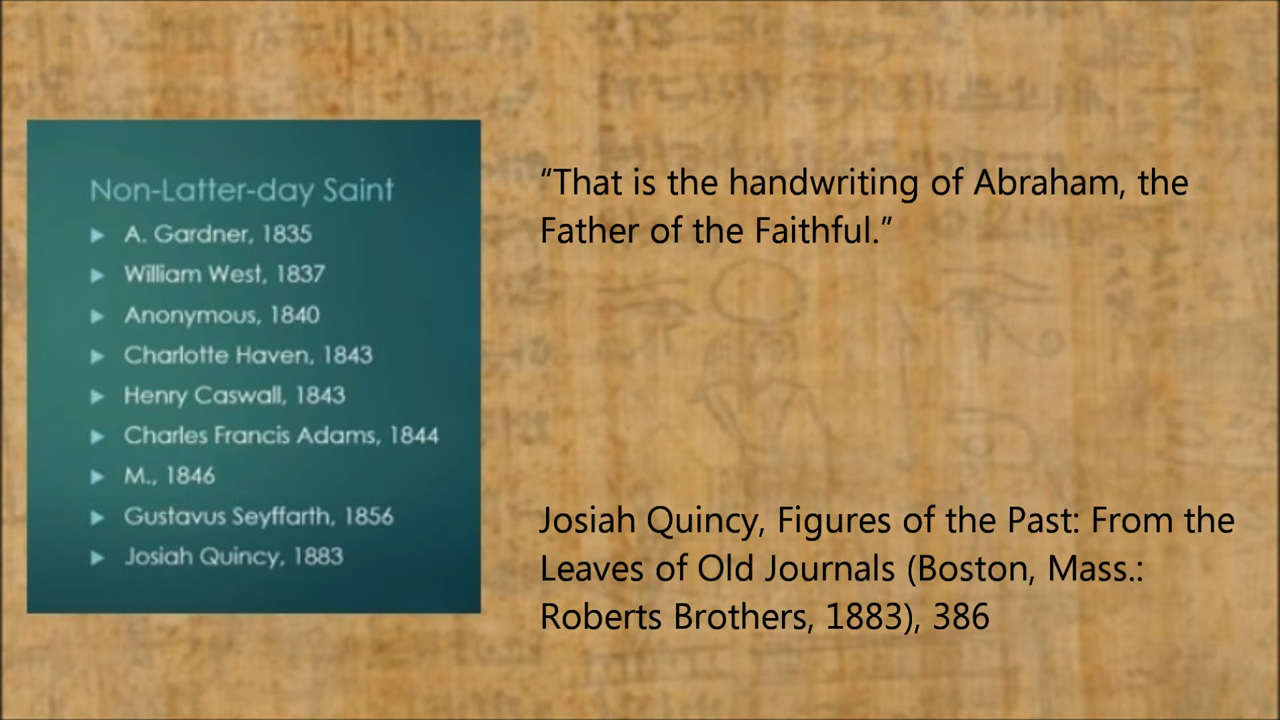 Non-Latter-day Saint
A. Gardner, 1835
William West, 1837
Anonymous, 1840
Charlotte Haven, 1843
Henry Caswall, 1843
Charles Francis Adams, 1844
M., 1846
Gustavus Seyffarth, 1856
Josiah Quincy, 1883
“That is the handwriting of Abraham, the
Father of the Faithful.”
Josiah Quincy, Figures of the Past: From the
Leaves of Old Journals (Boston, Mass.:
Roberts Brothers, 1883), 386